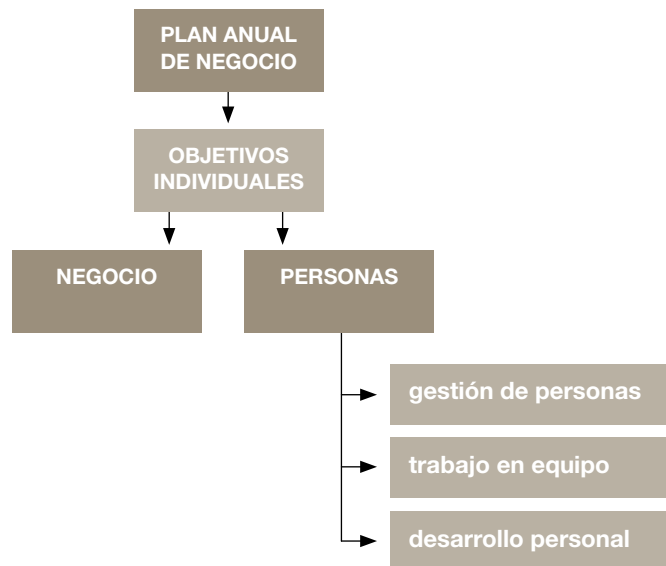 PLAN ANUAL
DE NEGOCIO
OBJETIVOS
INDIVIDUALES
NEGOCIO
PERSONAS
gestión de personas
trabajo en equipo
desarrollo personal